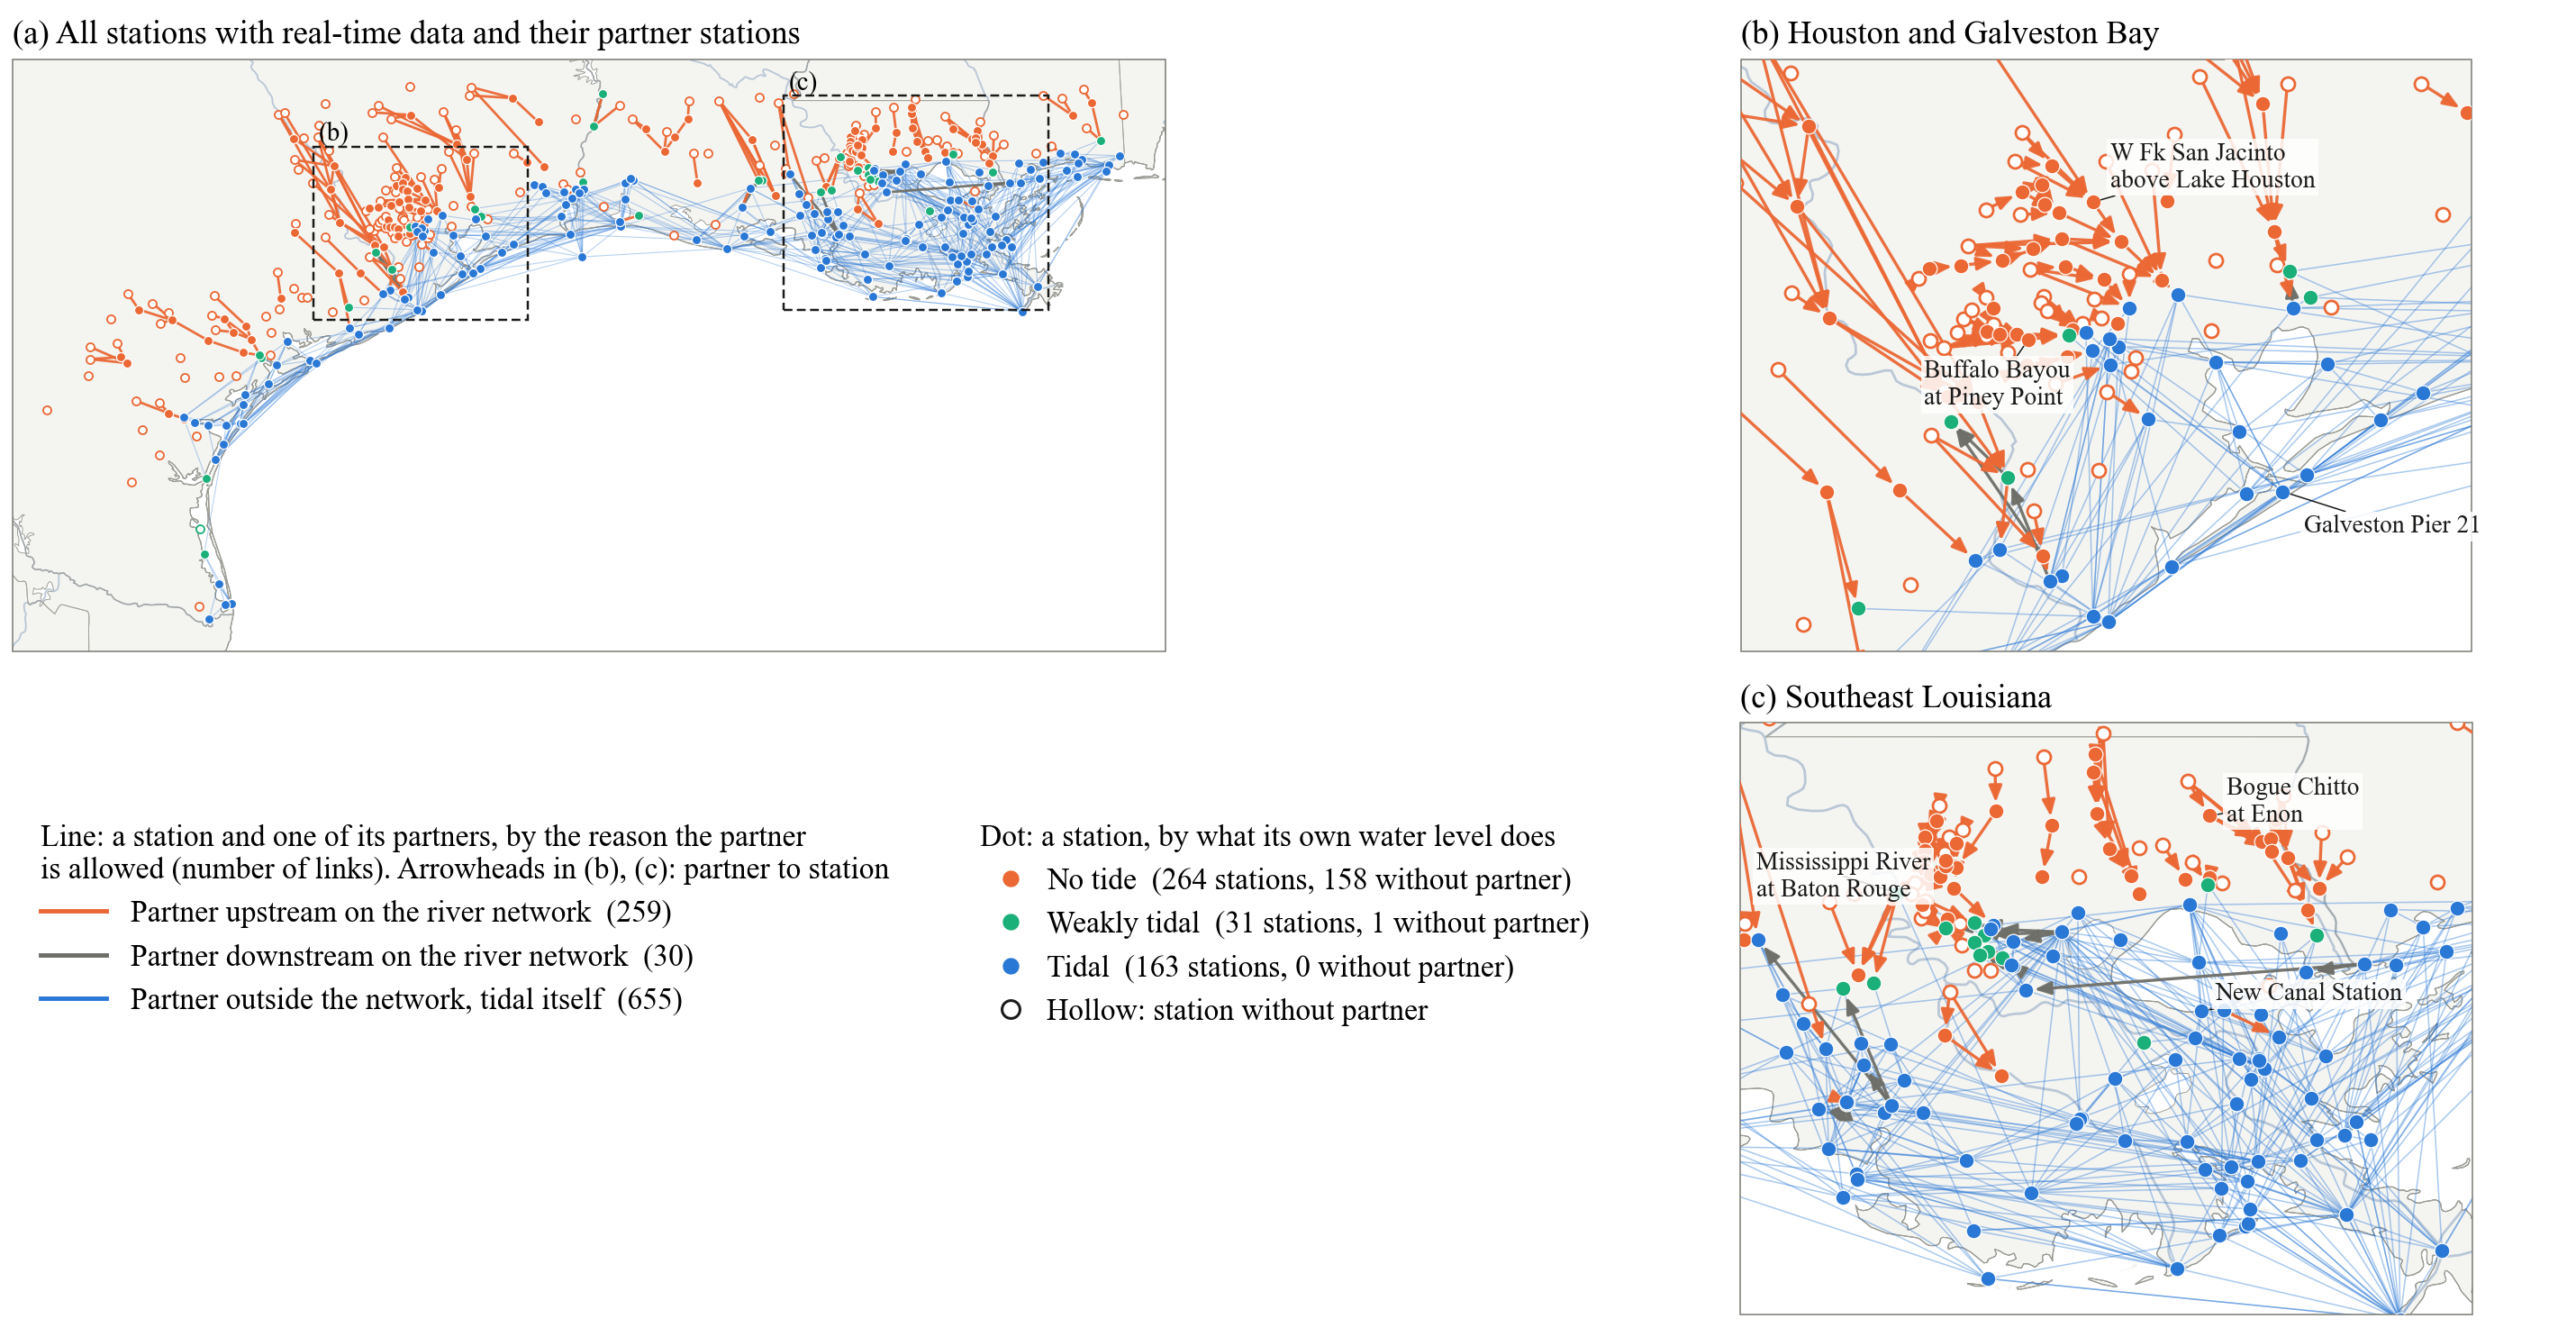 (a) All stations with real-time data and their partner stations
(b)
(c)
(b) Houston and Galveston Bay
W Fk San Jacinto
above Lake Houston
Buffalo Bayou
at Piney Point
Galveston Pier 21
(c) Southeast Louisiana
Bogue Chitto
at Enon
Mississippi River
at Baton Rouge
New Canal Station
Line: a station and one of its partners, by the reason the partner
is allowed (number of links). Arrowheads in (b), (c): partner to station
Partner upstream on the river network (259)
Partner downstream on the river network (30)
Partner outside the network, tidal itself (655)
Dot: a station, by what its own water level does
No tide (264 stations, 158 without partner)
Weakly tidal (31 stations, 1 without partner)
Tidal (163 stations, 0 without partner)
Hollow: station without partner